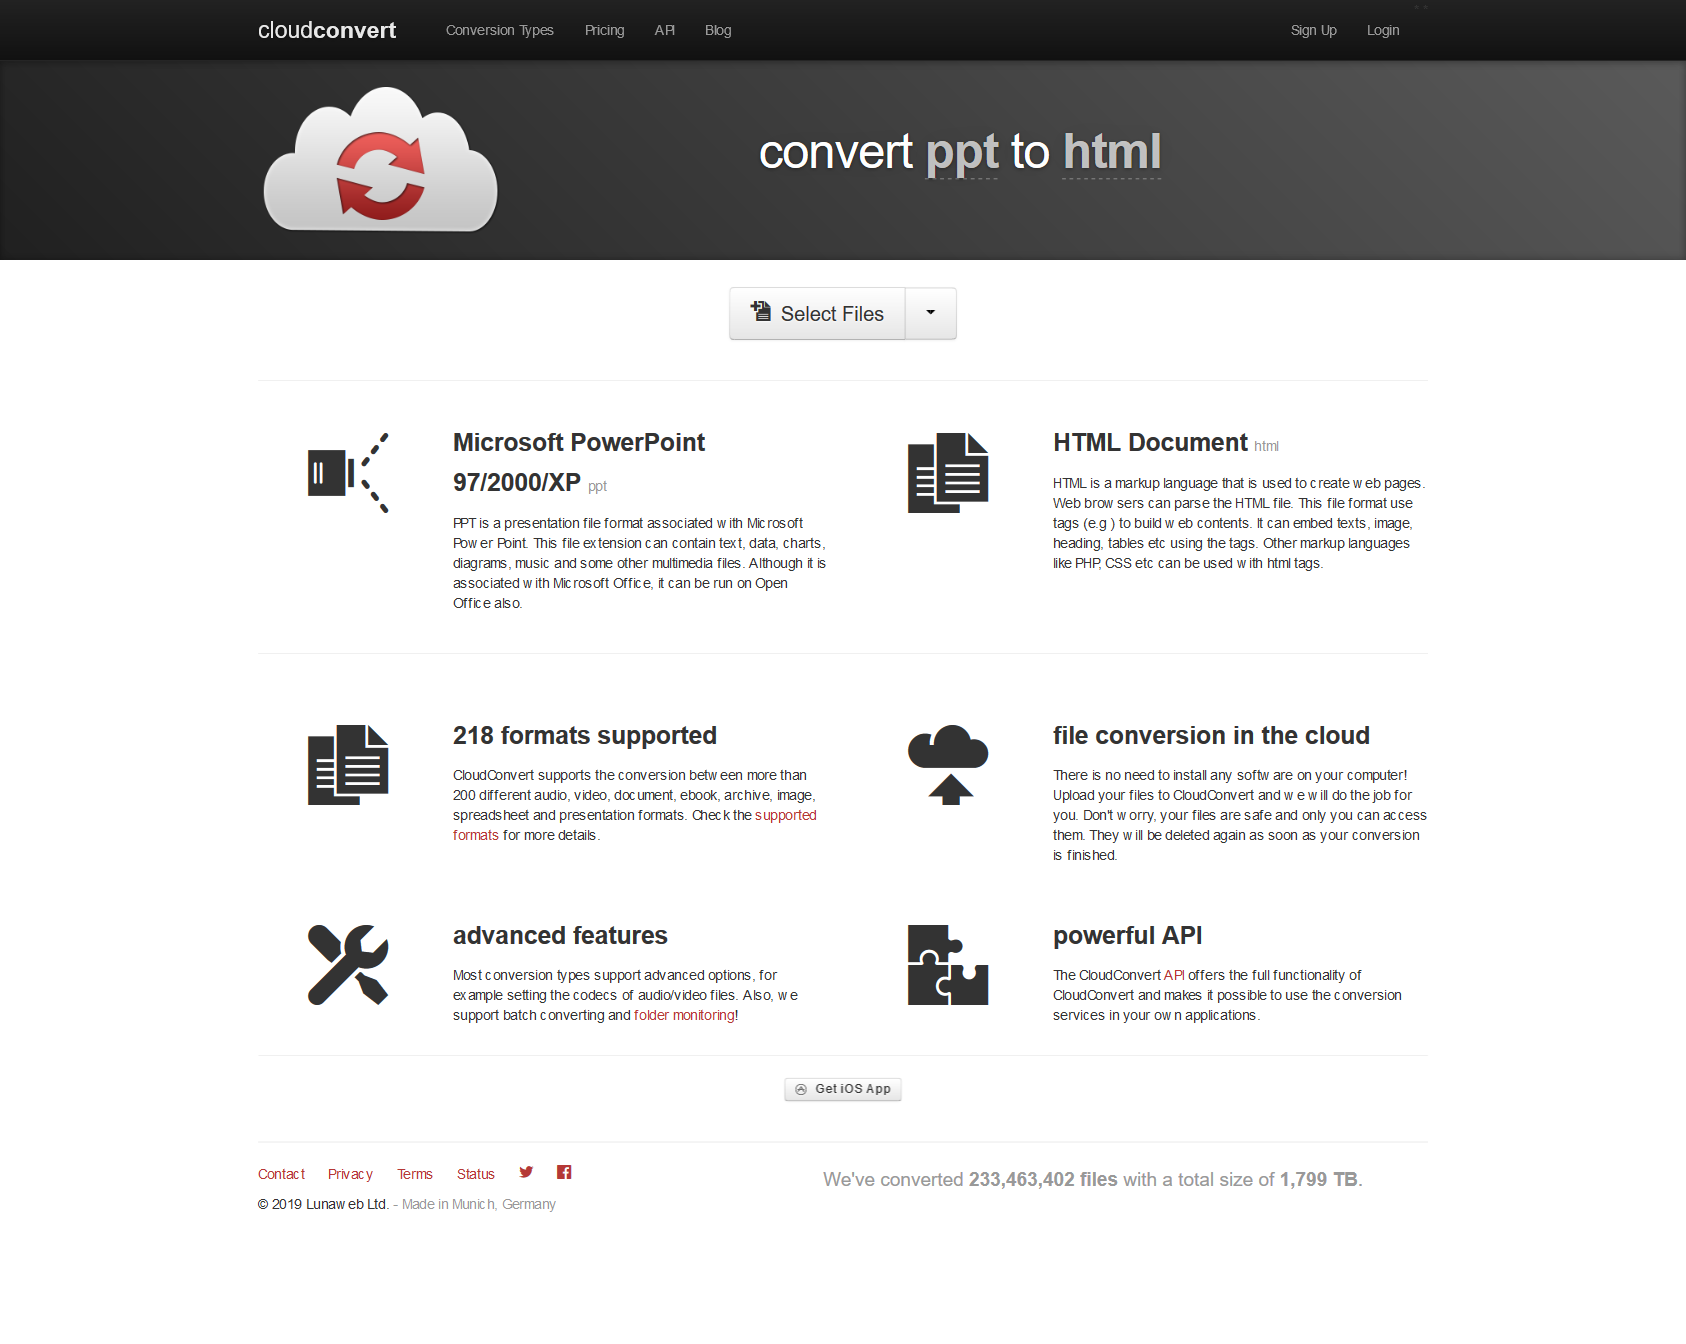 cloudconvert Conversion Types Pricing API Blog Sign Up Login
convert ppt to html
Select Files
Microsoft PowerPoint
97/2000/XP ppt
PPT is a presentation file format associated with Microsoft
Power Point. This file extension can contain text, data, charts,
diagrams, music and some other multimedia files. Although it is
associated with Microsoft Office, it can be run on Open
Office also.
HTML Document html
HTML is a markup language that is used to create web pages.
Web browsers can parse the HTML file. This file format use
tags (e.g ) to build web contents. It can embed texts, image,
heading, tables etc using the tags. Other markup languages
like PHP, CSS etc can be used with html tags.
218 formats supported
CloudConvert supports the conversion between more than
200 different audio, video, document, ebook, archive, image,
spreadsheet and presentation formats. Check the supported
formats for more details.
file conversion in the cloud
There is no need to install any software on your computer!
Upload your files to CloudConvert and we will do the job for
you. Don't worry, your files are safe and only you can access
them. They will be deleted again as soon as your conversion
is finished.
advanced features
Most conversion types support advanced options, for
example setting the codecs of audio/video files. Also, we
support batch converting and folder monitoring!
powerful API
The CloudConvert API offers the full functionality of
CloudConvert and makes it possible to use the conversion
services in your own applications.
Get iOS App
Contact Privacy Terms Status
© 2019 Lunaweb Ltd. - Made in Munich, Germany
We've converted 233,463,402 files with a total size of 1,799 TB.